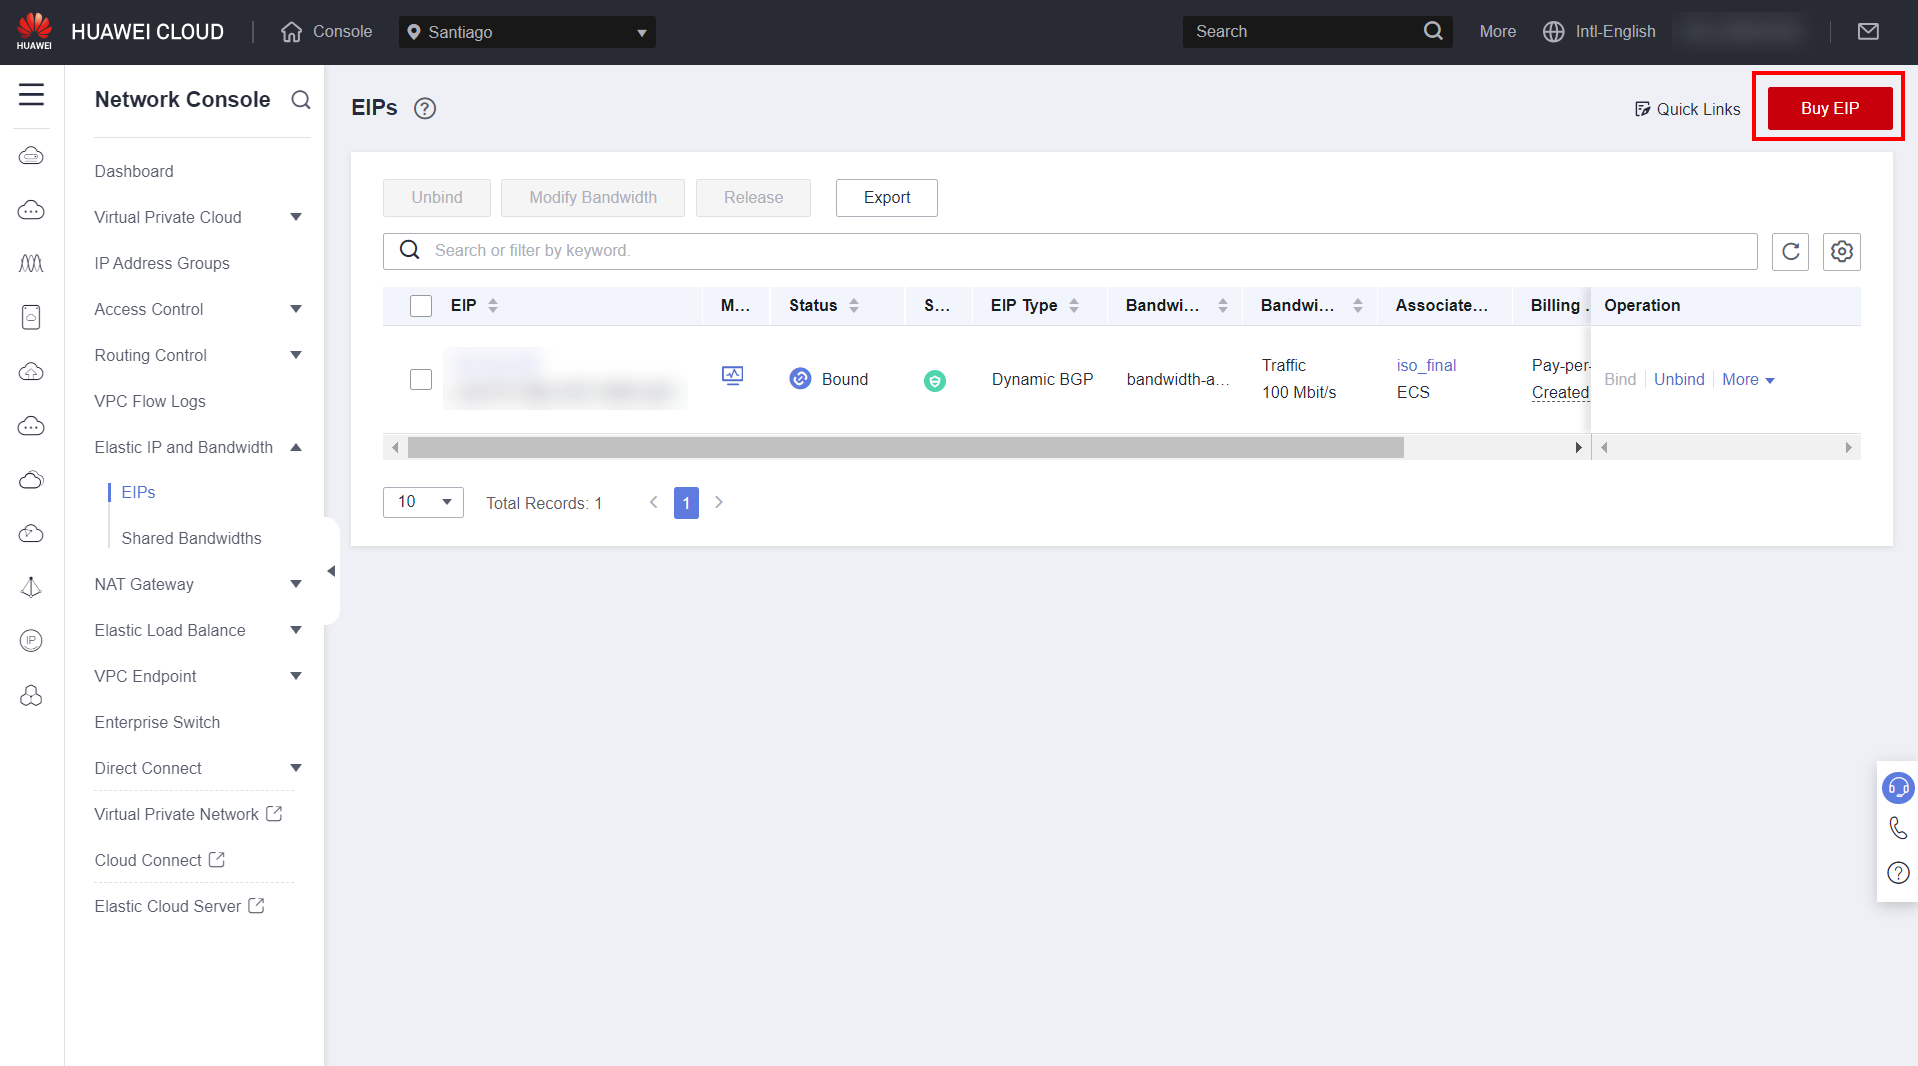 HUAWEI
HUAWEI CLOUD
Console
Santiago
Search
More
Intl-English
Network Console
Dashboard
Virtual Private Cloud
IP Address Groups
Access Control
Routing Control
VPC Flow Logs
Elastic IP and Bandwidth
EIPs
Shared Bandwidths
NAT Gateway
Elastic Load Balance
VPC Endpoint
Enterprise Switch
Direct Connect
Virtual Private Network
Cloud Connect
Elastic Cloud Server
IP
EIPs
Quick Links
Buy EIP
Unbind
Modify Bandwidth
Release
Export
Search or filter by keyword.
EIP
M...
Status
S...
EIP Type
Bandwi...
Bandwi...
Associate...
Billing .
Operation
Bound
Dynamic BGP
bandwidth-a...
Traffic
100 Mbit/s
iso_final
ECS
Pay-per-
Created
Bind
Unbind
More
10
Total Records: 1
1